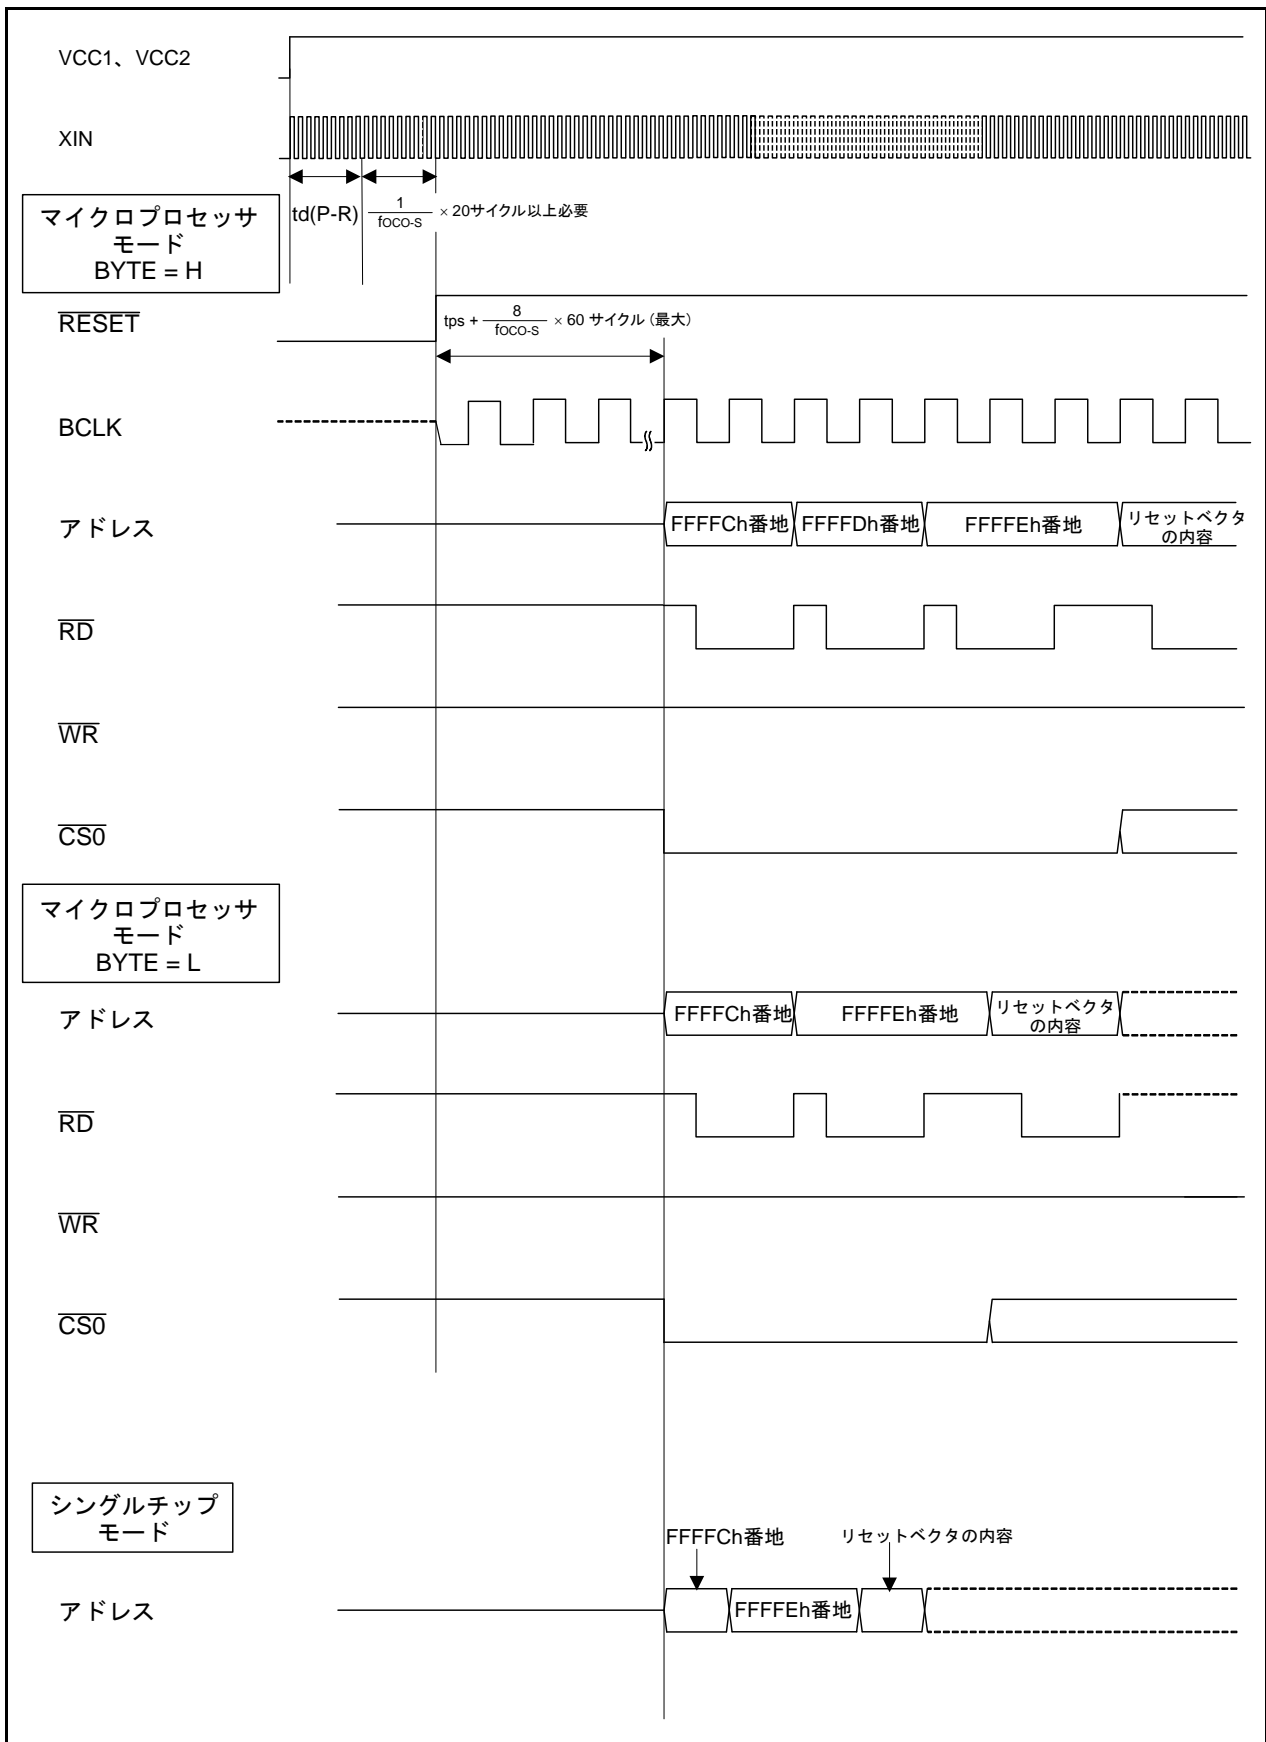 VCC1、VCC2
XIN
マイクロプロセッサ
モード
BYTE = H
td(P-R)
1
fOCO-S
× 20サイクル以上必要
RESET
tps +
8
fOCO-S
× 60 サイクル (最大)
BCLK
アドレス
FFFFCh番地
FFFFDh番地
FFFFEh番地
リセットベクタ
の内容
RD
WR
CS0
マイクロプロセッサ
モード
BYTE = L
アドレス
FFFFCh番地
FFFFEh番地
リセットベクタ
の内容
RD
WR
CS0
シングルチップ
モード
FFFFCh番地
リセットベクタの内容
アドレス
FFFFEh番地